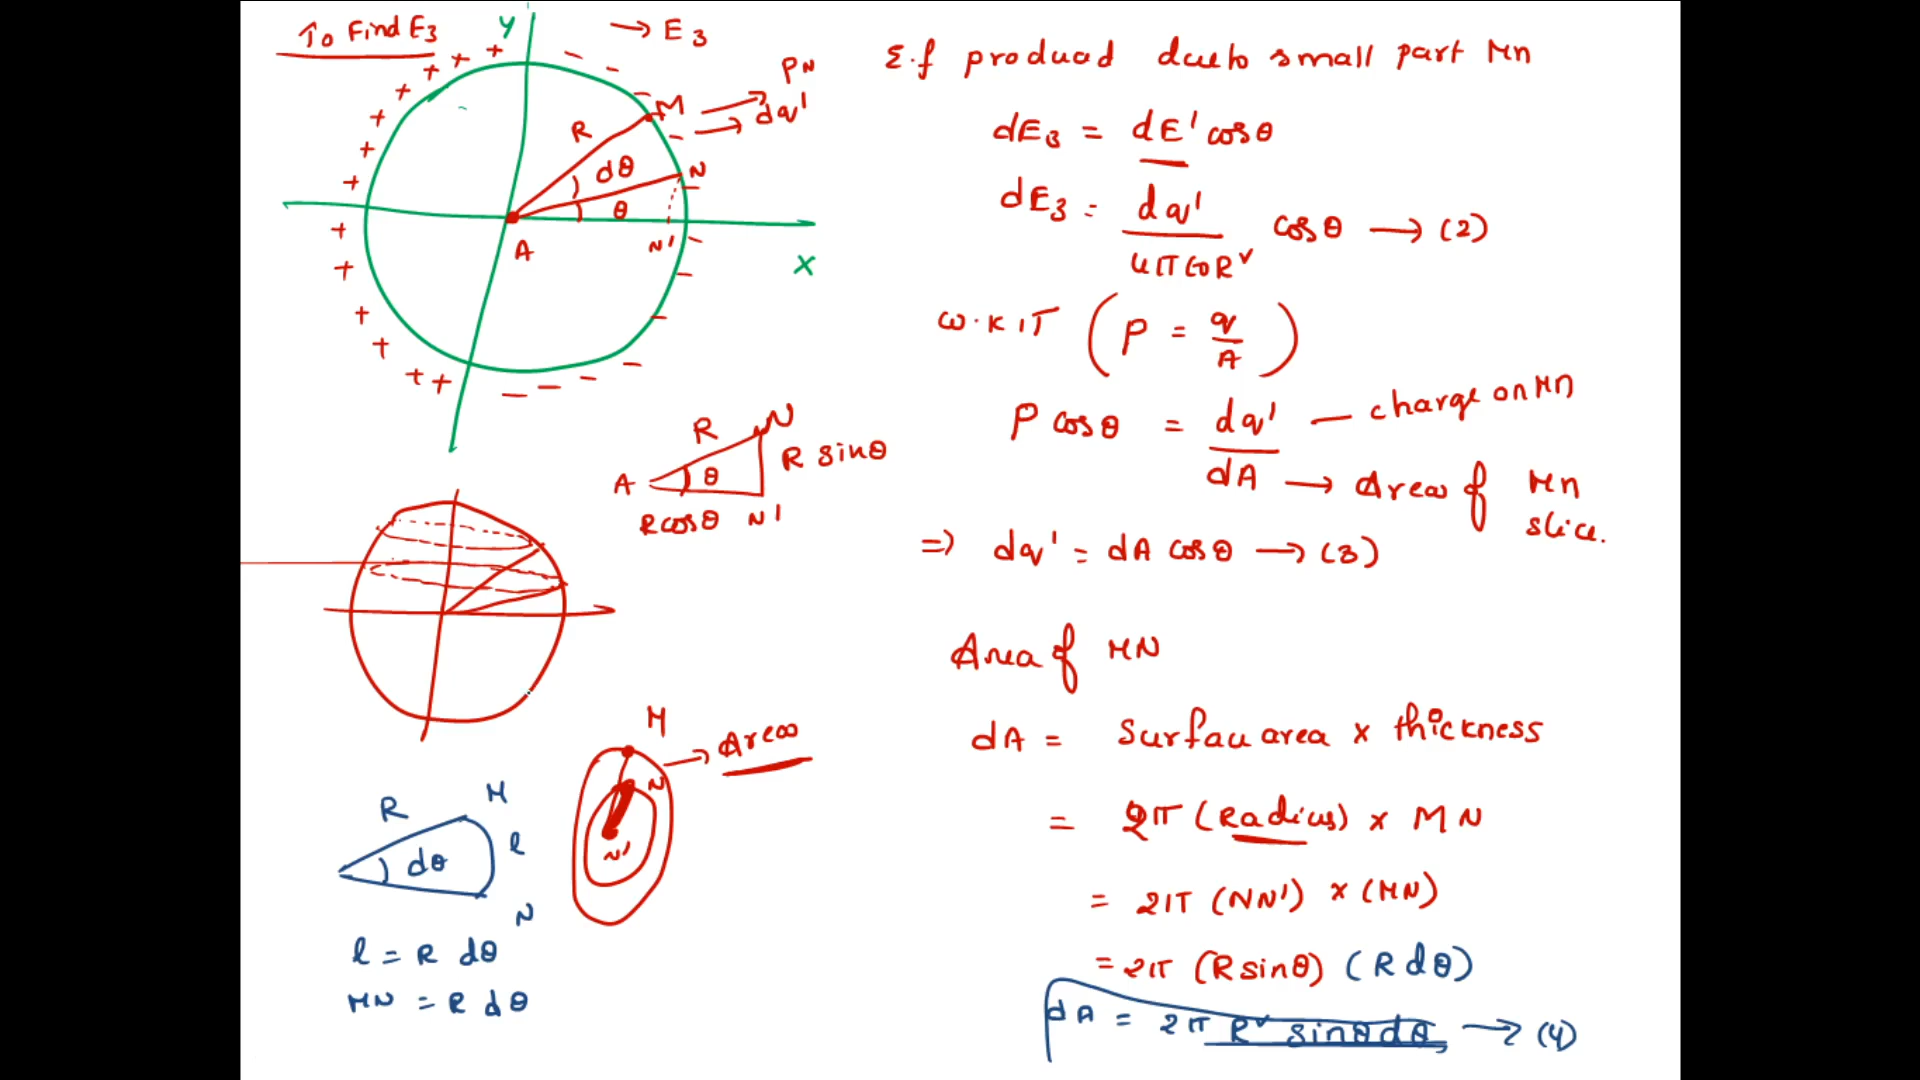 To Find E3
y
→ E3
+ + + + + + + + + + + + + + +
- - - - - - - - - - - - -
PN
M
dq'
R
dθ
N
θ
A
N'
X
R
N
A
θ
R sinθ
Rcosθ N'
M
→ Area
N
N'
R
M
dθ
l
N
l = R dθ
MN = R dθ
E.f produced due to small part Mn
dE3 = dE' cosθ
dE3 = dq' / 4π∈0R² cosθ → (2)
W.K.T ( P = q/A )
P cosθ = dq' / dA
— charge on Mn
→ Area of Mn slice.
=> dq' = dA cosθ → (3)
Area of MN
dA = Surface area x thickness
= 2π (Radius) x MN
= 2π (NN') x (MN)
= 2π (R sinθ) (R dθ)
dA = 2π R² sinθ dθ, → (4)